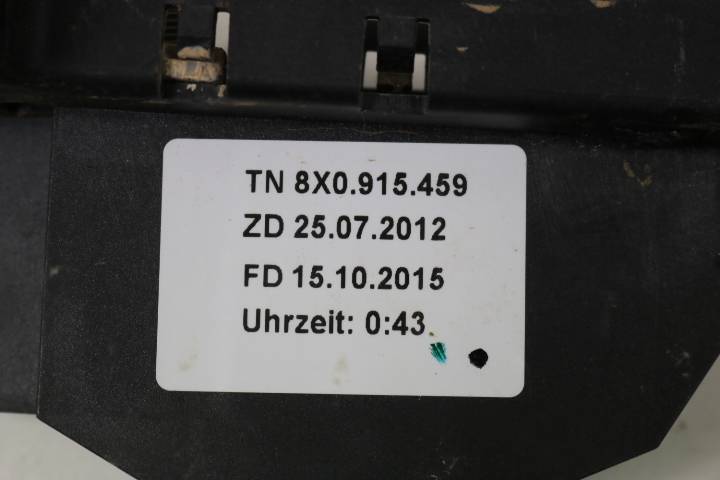 TN 8X0.915.459
ZD 25.07.2012
FD 15.10.2015
Uhrzeit: 0:43